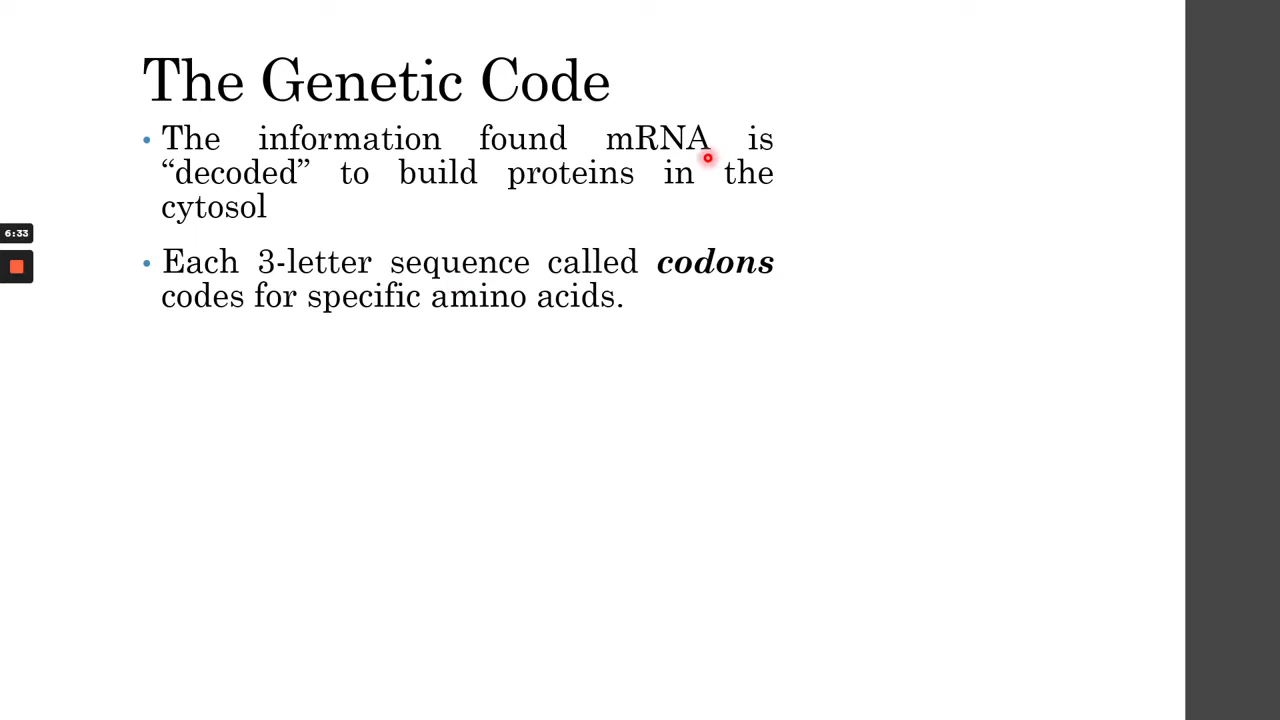 The Genetic Code
• The information found mRNA is
“decoded” to build proteins in the
cytosol
6:33
• Each 3-letter sequence called codons
codes for specific amino acids.